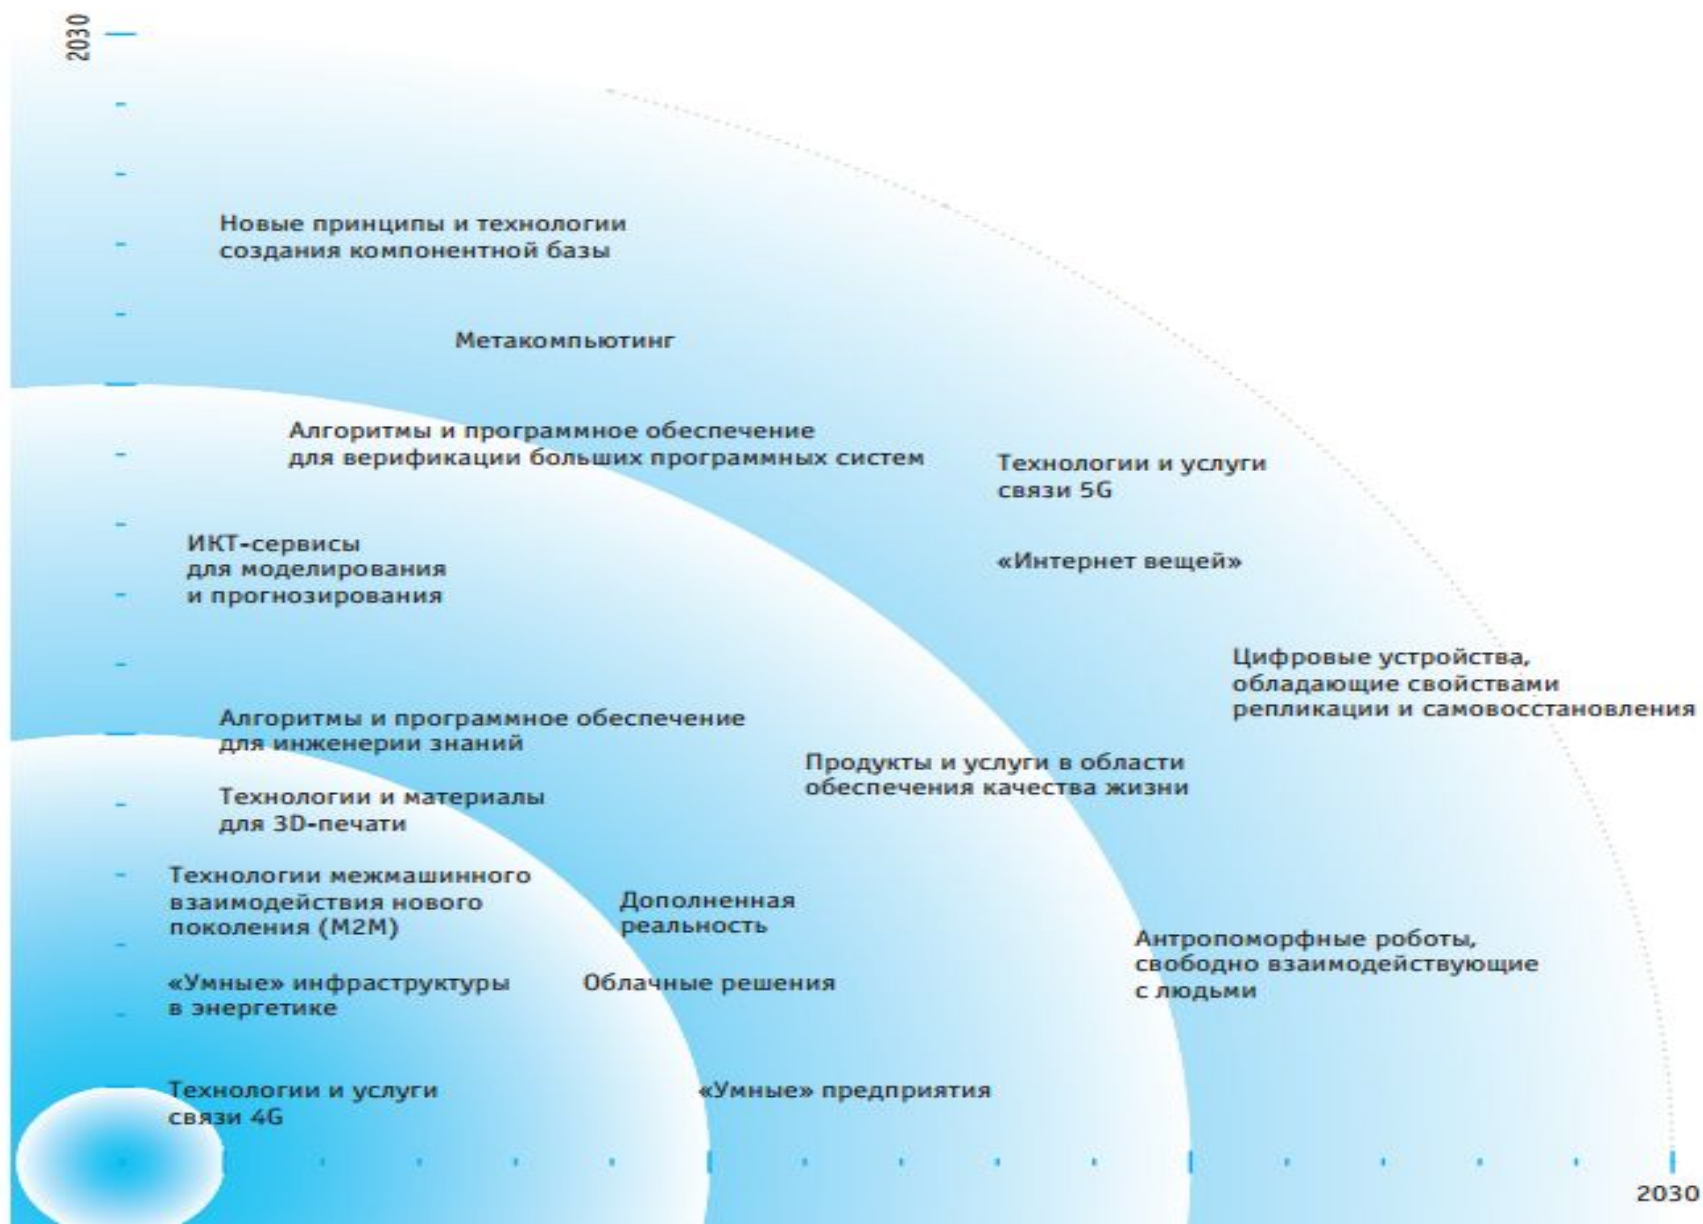 2030
Новые принципы и технологии
создания компонентной базы
Метакомпьютинг
Алгоритмы и программное обеспечение
для верификации больших программных систем
Технологии и услуги
связи 5G
ИКТ-сервисы
для моделирования
и прогнозирования
«Интернет вещей»
Цифровые устройства,
обладающие свойствами
репликации и самовосстановления
Алгоритмы и программное обеспечение
для инженерии знаний
Продукты и услуги в области
обеспечения качества жизни
Технологии и материалы
для 3D-печати
Технологии межмашинного
взаимодействия нового
поколения (M2M)
Дополненная
реальность
Антропоморфные роботы,
свободно взаимодействующие
с людьми
«Умные» инфраструктуры
в энергетике
Облачные решения
Технологии и услуги
связи 4G
«Умные» предприятия
2030